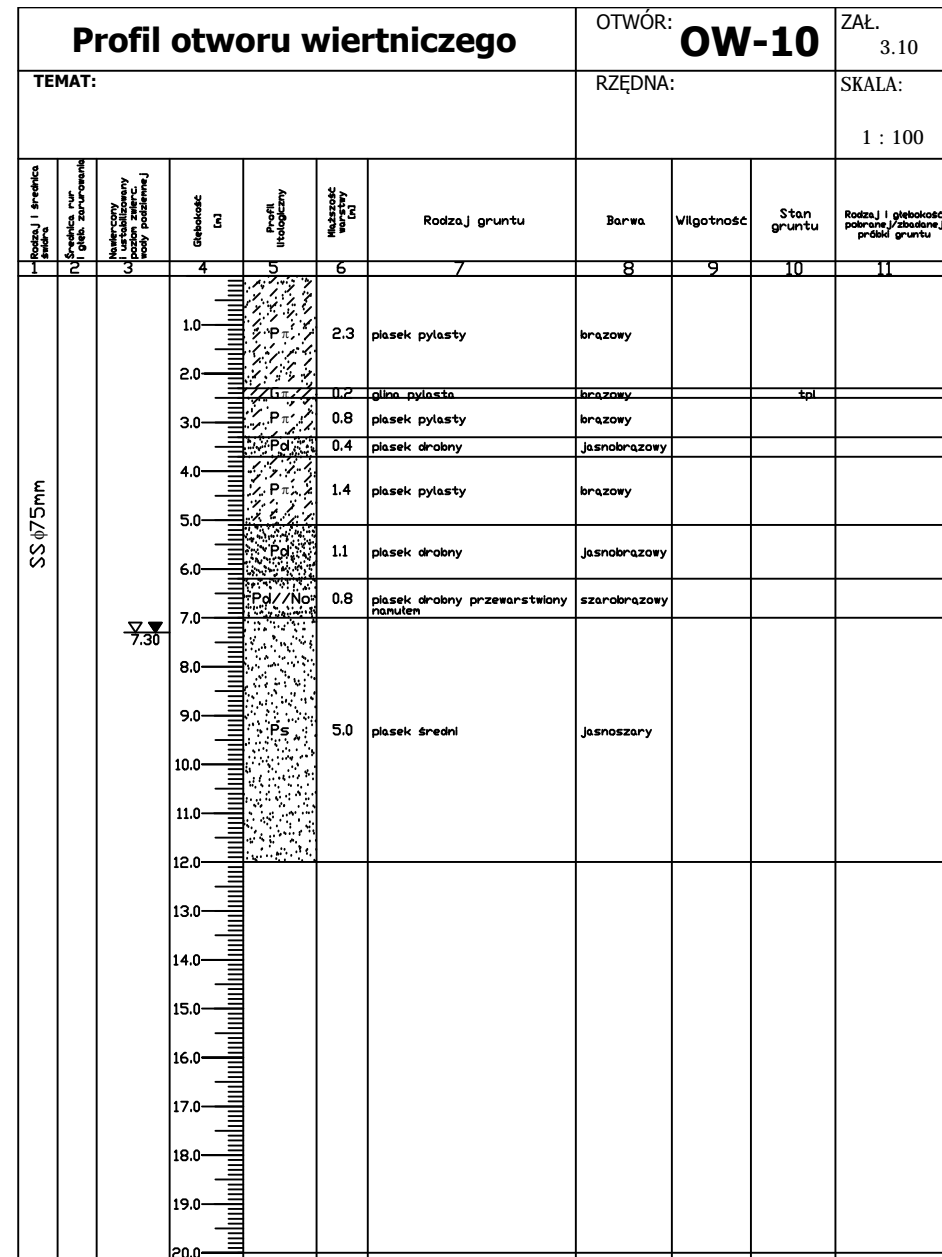 Profil otworu wiertniczego
OTWÓR: OW-10
ZAŁ.
3.10
TEMAT:
RZĘDNA:
SKALA:
1 : 100
Rodzaj i średnica
świdra
Średnica rur
i głęb. zarurowania
Nawiercony
i ustabilizowany
poziom zwierc.
wody podziemnej
Głębokość
[m]
Profil
litologiczny
Miąższość
warstwy
[m]
Rodzaj gruntu
Barwa
Wilgotność
Stan
gruntu
Rodzaj i głębokość
pobranej/zbadanej
próbki gruntu
1 2 3 4 5 6 7 8 9 10 11
1.0 Pπ 2.3 piasek pylasty brązowy
2.0
Gπ 0.2 glina pylasta brązowy tpl
3.0 Pπ 0.8 piasek pylasty brązowy
Pd 0.4 piasek drobny jasnobrązowy
4.0
Pπ 1.4 piasek pylasty brązowy
5.0
SSϕ75mm
Pd 1.1 piasek drobny jasnobrązowy
6.0
Pd//No 0.8 piasek drobny przewarstwiony szarobrązowy
namułem
7.0
7.30
8.0
9.0
Ps 5.0 piasek średni jasnoszary
10.0
11.0
12.0
13.0
14.0
15.0
16.0
17.0
18.0
19.0
20.0